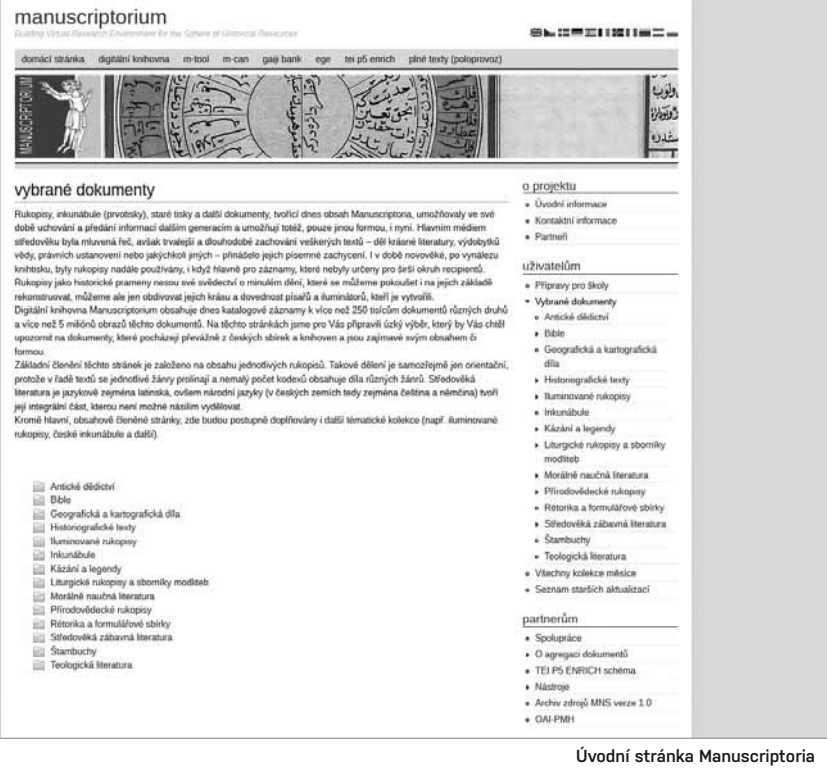 manuscriptorium
Building Virtual Research Environment for the Sphere of Historical Resources
domácí stránka digitální knihovna m-tool m-can gaiji bank ege tei p5 enrich plné texty (poloprovoz)
MANUSCRIPTORIUM
vybrané dokumenty
Rukopisy, inkunábule (prvotisky), staré tisky a další dokumenty, tvořící dnes obsah Manuscriptoria, umožňovaly ve své
době uchování a předání informací dalším generacím a umožňují totéž, pouze jinou formou, i nyní. Hlavním médiem
středověku byla mluvená řeč, avšak trvalejší a dlouhodobé zachování veškerých textů – děl krásné literatury, výdobytků
vědy, právních ustanovení nebo jakýchkoli jiných – přinášelo jejich písemné zachycení. I v době novověké, po vynálezu
knihtisku, byly rukopisy nadále používány, i když hlavně pro záznamy, které nebyly určeny pro širší okruh recipientů.
Rukopisy jako historické prameny nesou své svědectví o minulém dění, které se můžeme pokoušet i na jejich základě
rekonstruovat, můžeme ale jen obdivovat jejich krásu a dovednost písařů a iluminátorů, kteří je vytvořili.
Digitální knihovna Manuscriptorium obsahuje dnes katalogové záznamy k více než 250 tisícům dokumentů různých druhů
a více než 5 miliónů obrazů těchto dokumentů. Na těchto stránkách jsme pro Vás připravili úzký výběr, který by Vás chtěl
upozornit na dokumenty, které pocházejí převážně z českých sbírek a knihoven a jsou zajímavé svým obsahem či
formou.
Základní členění těchto stránek je založeno na obsahu jednotlivých rukopisů. Takové dělení je samozřejmě jen orientační,
protože v řadě textů se jednotlivé žánry prolínají a nemalý počet kodexů obsahuje díla různých žánrů. Středověká
literatura je jazykově zejména latinská, ovšem národní jazyky (v českých zemích tedy zejména čeština a němčina) tvoří
její integrální část, kterou není možné násilím vydělovat.
Kromě hlavní, obsahově členěné stránky, zde budou postupně doplňovány i další tématické kolekce (např. iluminované
rukopisy, české inkunábule a další).
Antické dědictví
Bible
Geografická a kartografická díla
Historiografické texty
Iluminované rukopisy
Inkunábule
Kázání a legendy
Liturgické rukopisy a sborníky modliteb
Morálně naučná literatura
Přírodovědecké rukopisy
Rétorika a formulářové sbírky
Středověká zábavná literatura
Štambuchy
Teologická literatura
o projektu
Úvodní informace
Kontaktní informace
Partneři
uživatelům
Přípravy pro školy
Vybrané dokumenty
Antické dědictví
Bible
Geografická a kartografická
díla
Historiografické texty
Iluminované rukopisy
Inkunábule
Kázání a legendy
Liturgické rukopisy a sborníky
modliteb
Morálně naučná literatura
Přírodovědecké rukopisy
Rétorika a formulářové sbírky
Středověká zábavná literatura
Štambuchy
Teologická literatura
Všechny kolekce měsíce
Seznam starších aktualizací
partnerům
Spolupráce
O agregaci dokumentů
TEI P5 ENRICH schéma
Nástroje
Archiv zdrojů MNS verze 1.0
OAI-PMH
Úvodní stránka Manuscriptoria